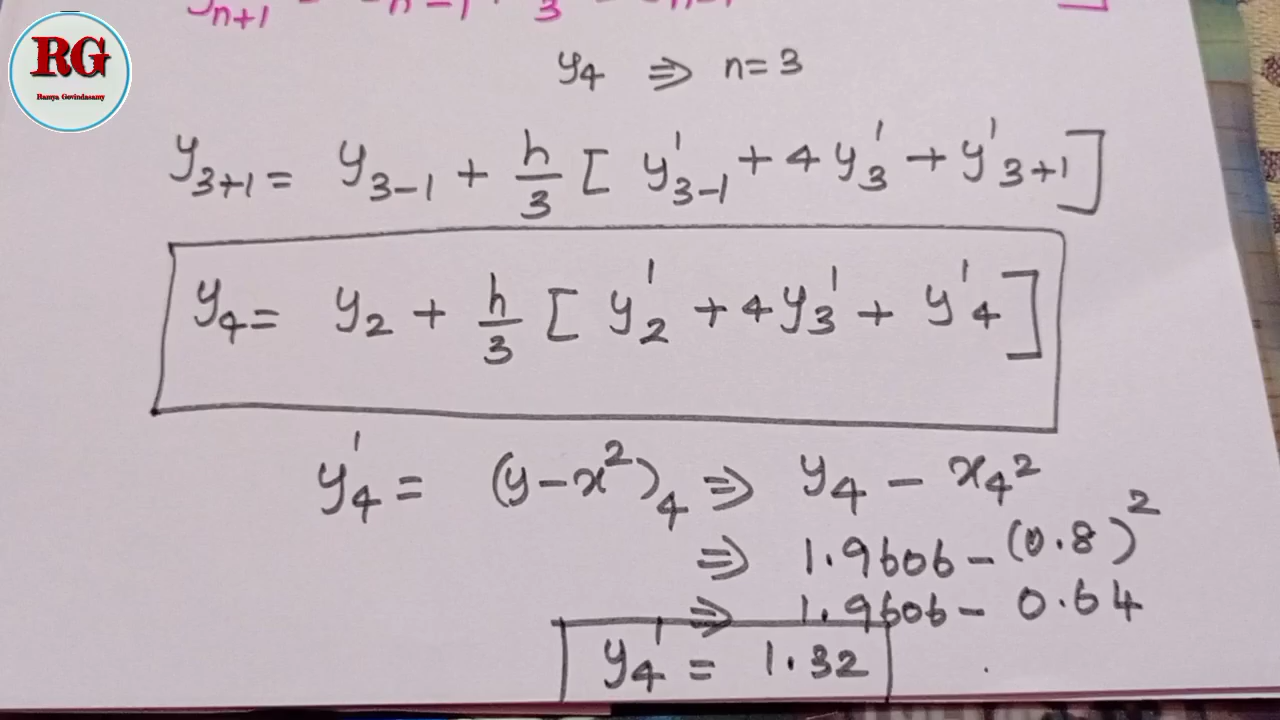 RG
Ramya Govindasamy
y₄ ⇒ n=3
y₃₊₁ = y₃₋₁ + h/3 [ y'₃₋₁ + 4y'₃ + y'₃₊₁ ]
y₄ = y₂ + h/3 [ y'₂ + 4y'₃ + y'₄ ]
y'₄ = (y-x²)₄ ⇒ y₄ - x₄²
⇒ 1.9606 - (0.8)²
⇒ 1.9606 - 0.64
y'₄ = 1.32